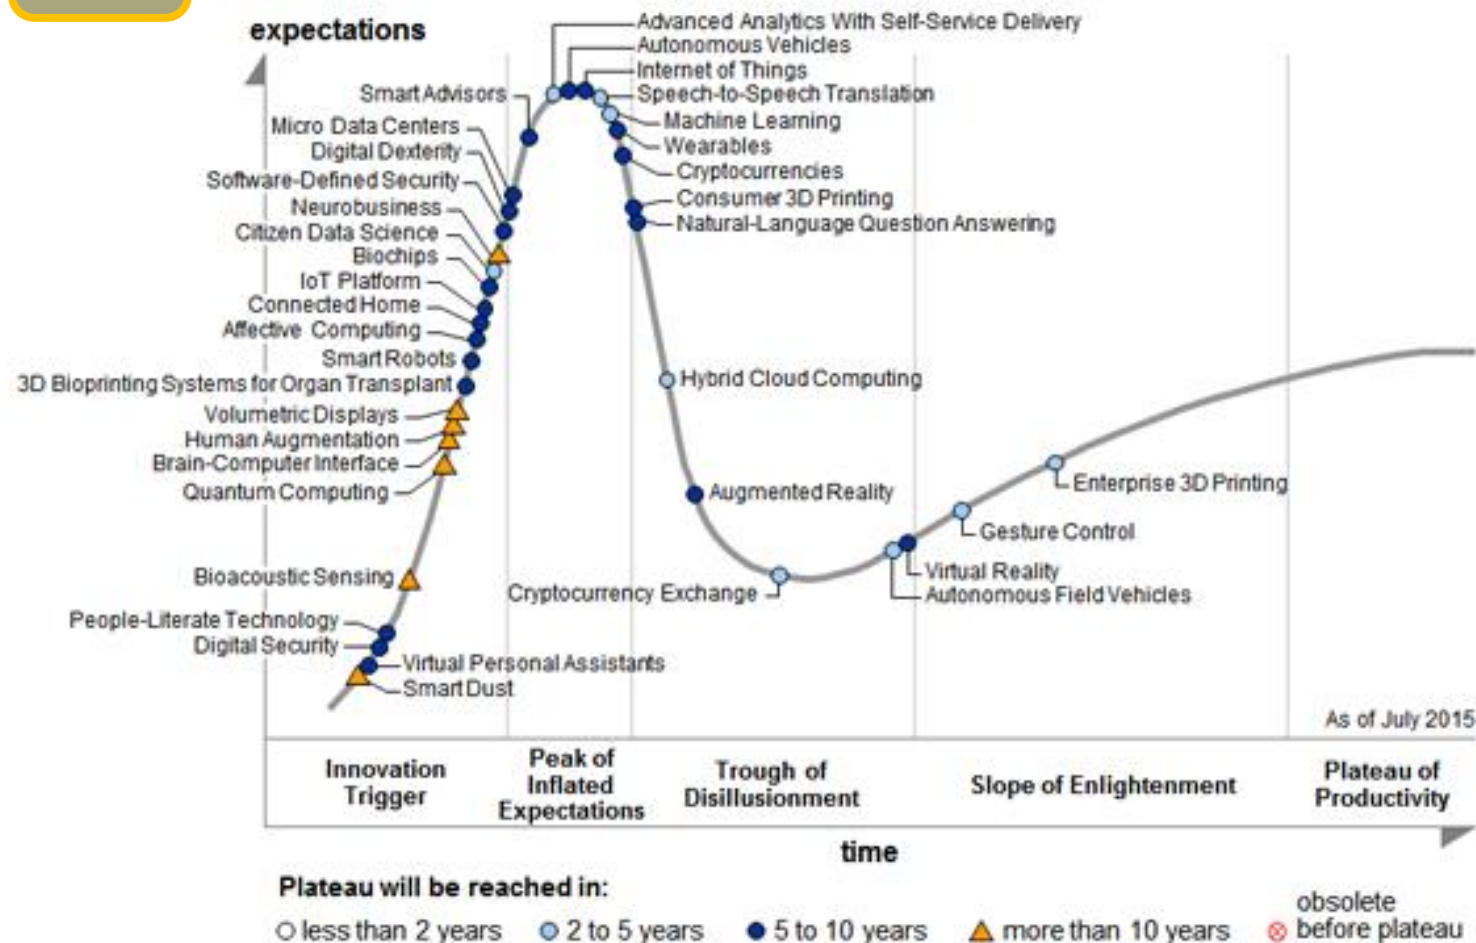 expectations
Advanced Analytics With Self-Service Delivery
Autonomous Vehicles
Internet of Things
Smart Advisors
Speech-to-Speech Translation
Micro Data Centers
Machine Learning
Digital Dexterity
Wearables
Software-Defined Security
Cryptocurrencies
Neurobusiness
Consumer 3D Printing
Citizen Data Science
Natural-Language Question Answering
Biochips
IoT Platform
Connected Home
Affective Computing
Smart Robots
Hybrid Cloud Computing
3D Bioprinting Systems for Organ Transplant
Volumetric Displays
Human Augmentation
Brain-Computer Interface
Quantum Computing
Augmented Reality
Enterprise 3D Printing
Gesture Control
Bioacoustic Sensing
Virtual Reality
Cryptocurrency Exchange
Autonomous Field Vehicles
People-Literate Technology
Digital Security
Virtual Personal Assistants
Smart Dust
As of July 2015
Innovation
Trigger
Peak of
Inflated
Expectations
Trough of
Disillusionment
Slope of Enlightenment
Plateau of
Productivity
time
Plateau will be reached in:
less than 2 years
2 to 5 years
5 to 10 years
more than 10 years
obsolete
before plateau